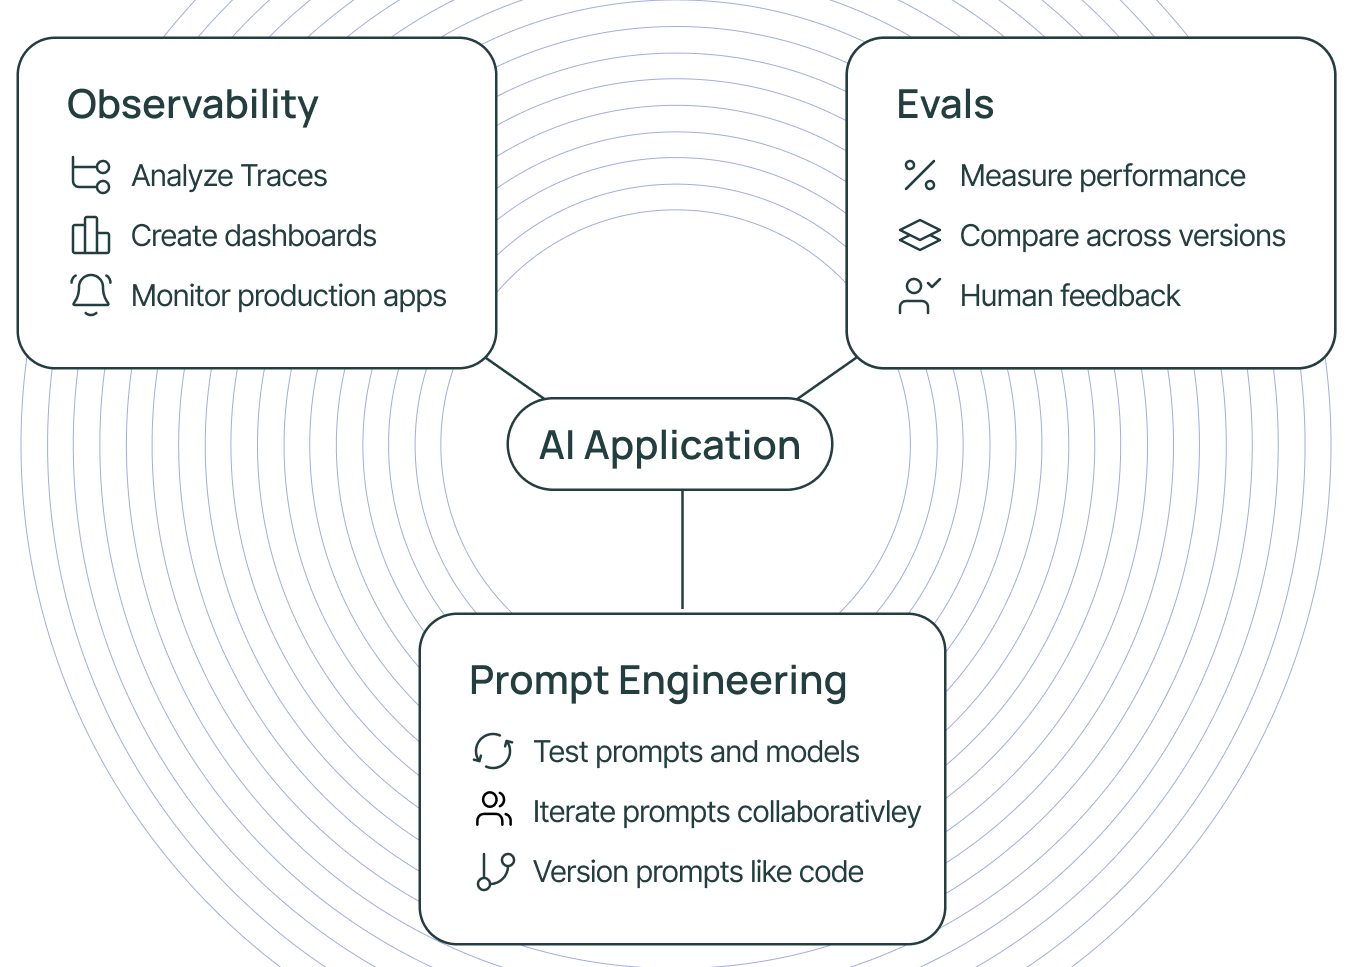 Observability
Analyze Traces
Create dashboards
Monitor production apps
Evals
Measure performance
Compare across versions
Human feedback
AI Application
Prompt Engineering
Test prompts and models
Iterate prompts collaborativley
Version prompts like code